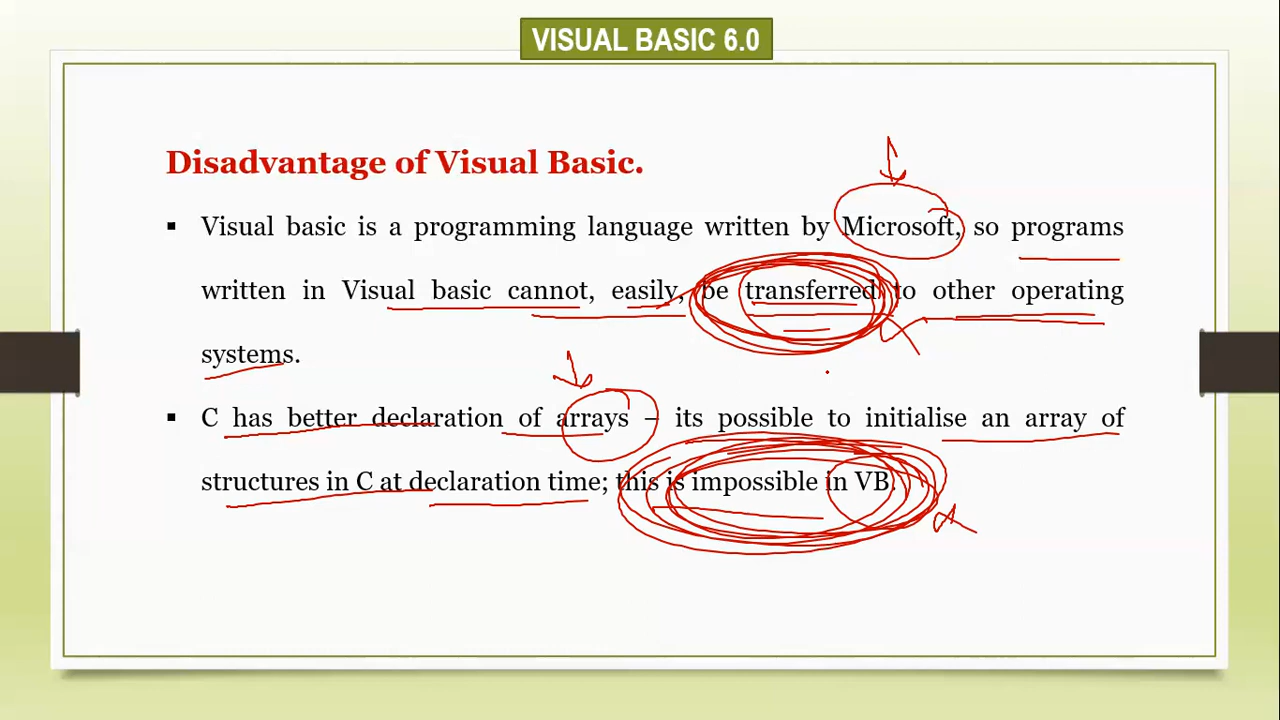 VISUAL BASIC 6.0
Disadvantage of Visual Basic.
▪ Visual basic is a programming language written by Microsoft, so programs
written in Visual basic cannot, easily, be transferred to other operating
systems.
▪ C has better declaration of arrays – its possible to initialise an array of
structures in C at declaration time; this is impossible in VB.